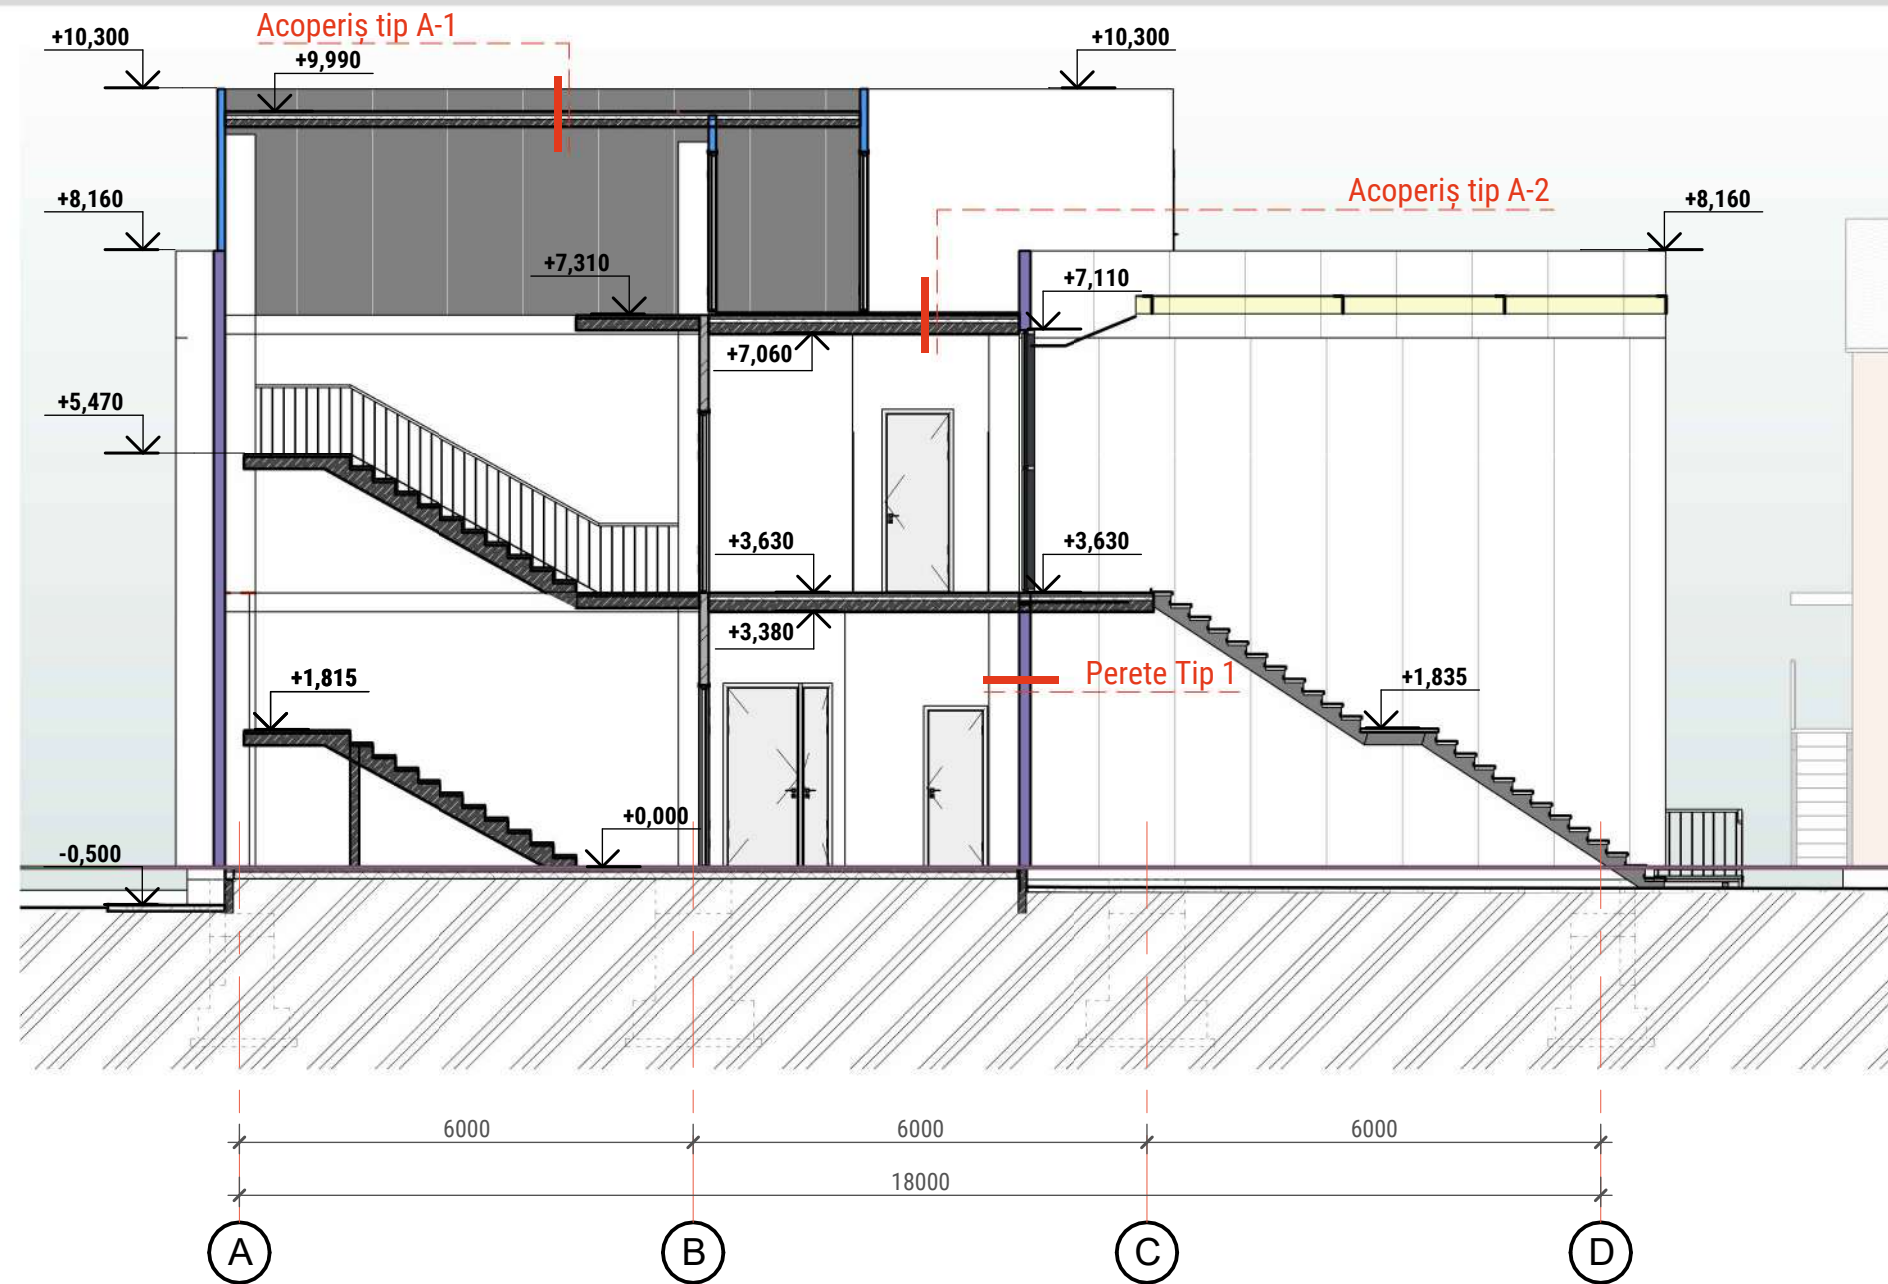 Acoperiș tip A-1
+10,300
+10,300
+9,990
Acoperiș tip A-2
+8,160
+8,160
+7,310
+7,110
+7,060
+5,470
+3,630
+3,630
+3,380
Perete Tip 1
+1,815
+1,835
+0,000
-0,500
6000
6000
6000
18000
A
B
C
D